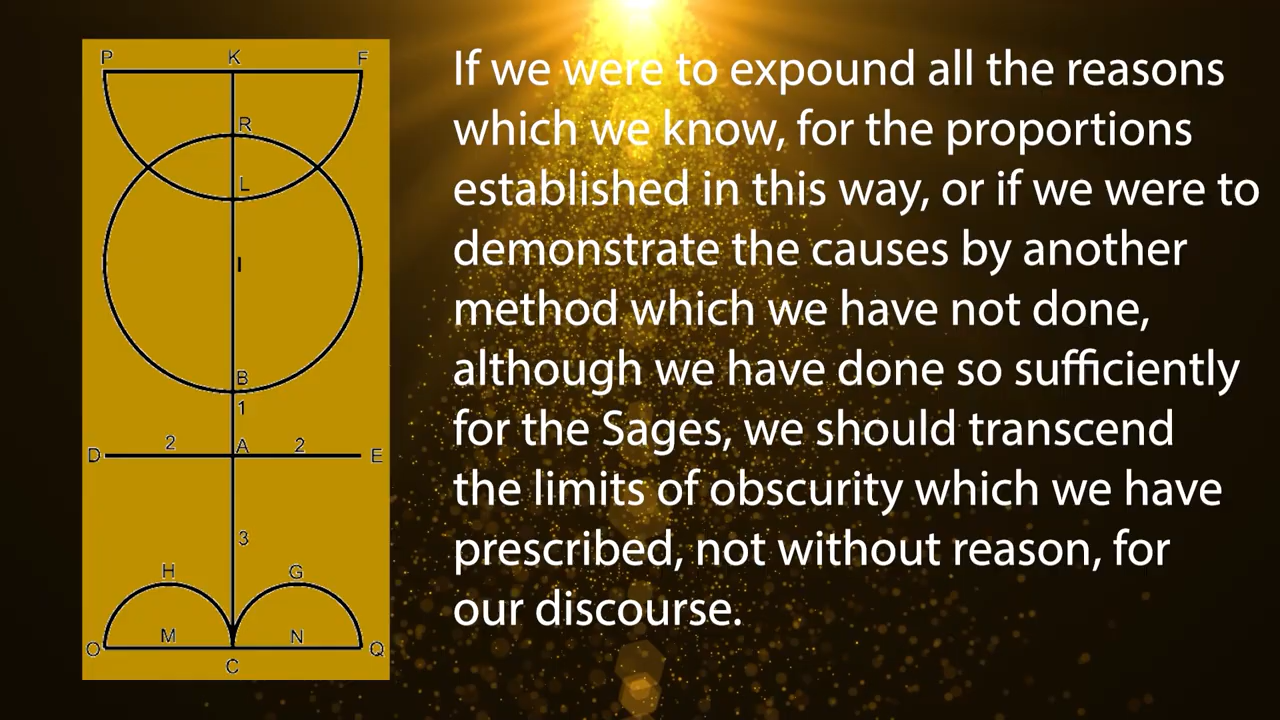 P K F
R
L
I
B
1
D 2 A 2 E
3
H G
O M N Q
C
If we were to expound all the reasons
which we know, for the proportions
established in this way, or if we were to
demonstrate the causes by another
method which we have not done,
although we have done so sufficiently
for the Sages, we should transcend
the limits of obscurity which we have
prescribed, not without reason, for
our discourse.